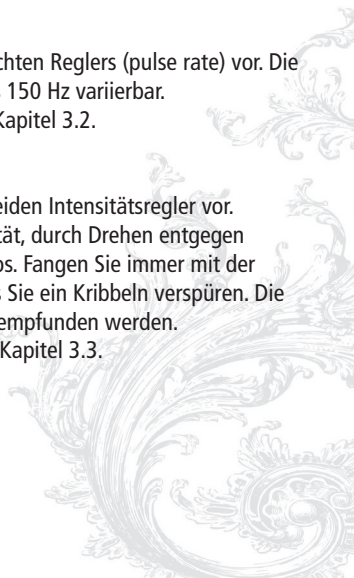 chten Reglers (pulse rate) vor. Die
150 Hz variierbar.
Kapitel 3.2.
eiden Intensitätsregler vor.
tät, durch Drehen entgegen
os. Fangen Sie immer mit der
s Sie ein Kribbeln verspüren. Die
empfunden werden.
Kapitel 3.3.